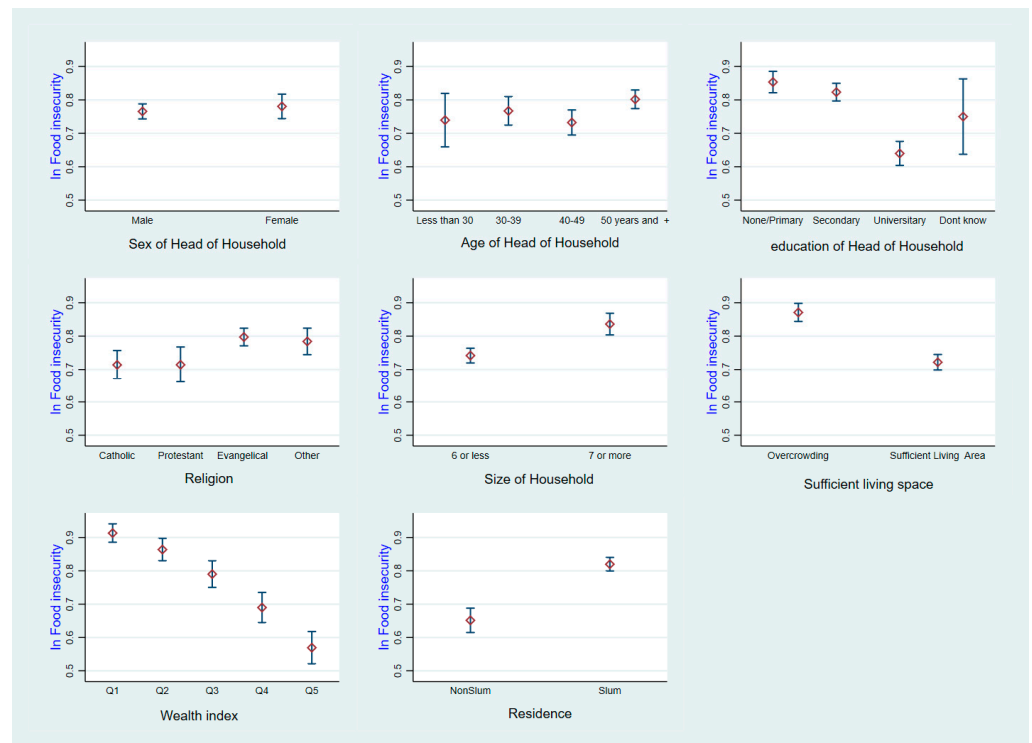 In Food insecurity
0.9
0.8
0.7
0.6
0.5
Male Female
Sex of Head of Household
In Food insecurity
0.9
0.8
0.7
0.6
0.5
Less than 30 30-39 40-49 50 years and +
Age of Head of Household
In Food insecurity
0.9
0.8
0.7
0.6
0.5
None/Primary Secondary Universitary Dont know
education of Head of Household
In Food insecurity
0.9
0.8
0.7
0.6
0.5
Catholic Protestant Evangelical Other
Religion
In Food insecurity
0.9
0.8
0.7
0.6
0.5
6 or less 7 or more
Size of Household
In Food insecurity
0.9
0.8
0.7
0.6
0.5
Overcrowding Sufficient Living Area
Sufficient living space
In Food insecurity
0.9
0.8
0.7
0.6
0.5
Q1 Q2 Q3 Q4 Q5
Wealth index
In Food insecurity
0.9
0.8
0.7
0.6
0.5
NonSlum Slum
Residence